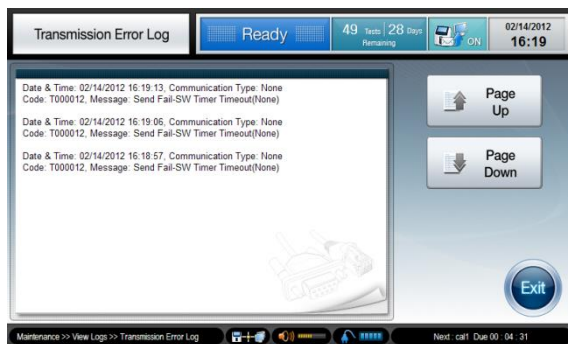 Transmission Error Log
Ready
49 Tests 28 Days
Remaining
ON
02/14/2012
16:19
Date & Time: 02/14/2012 16:19:13, Communication Type: None
Code: T000012, Message: Send Fail-SW Timer Timeout(None)
Date & Time: 02/14/2012 16:19:06, Communication Type: None
Code: T000012, Message: Send Fail-SW Timer Timeout(None)
Date & Time: 02/14/2012 16:18:57, Communication Type: None
Code: T000012, Message: Send Fail-SW Timer Timeout(None)
Page
Up
Page
Down
Exit
Maintenance >> View Logs >> Transmission Error Log
Next : cal1 Due 00 : 04 : 31